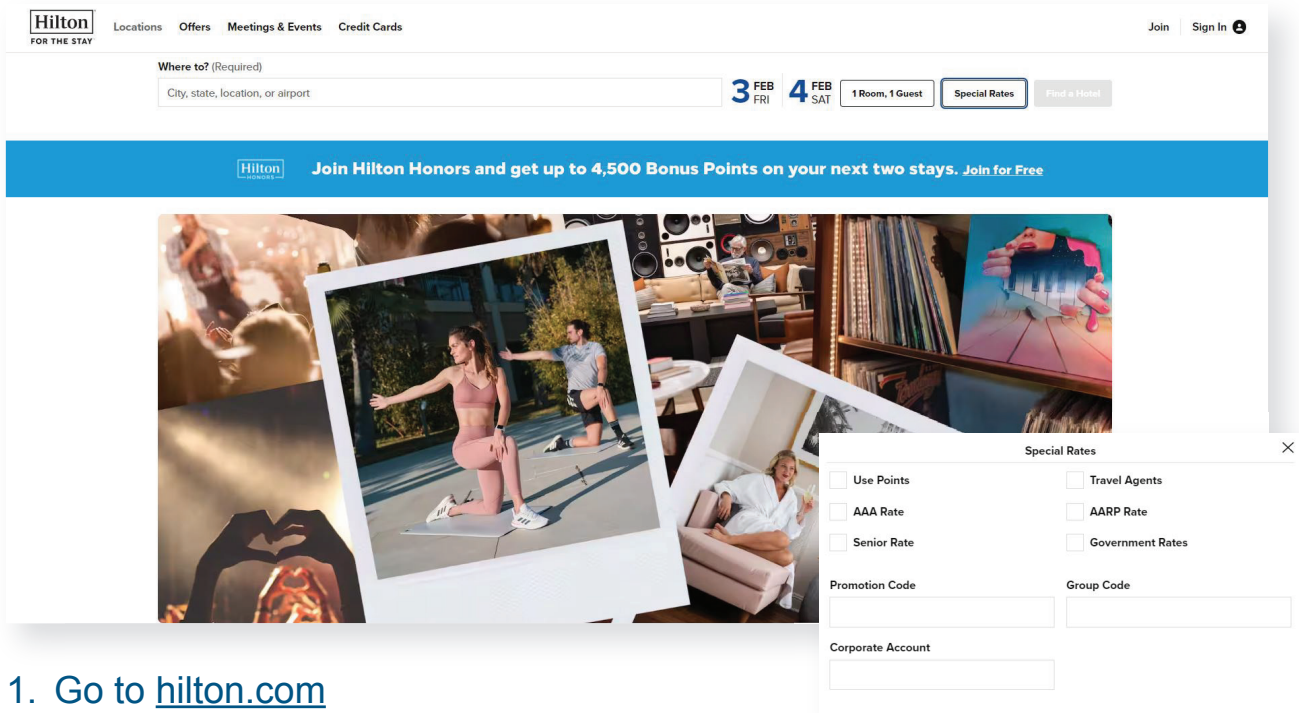 Hilton
FOR THE STAY
Locations Offers Meetings & Events Credit Cards
Join Sign In
Where to? (Required)
City, state, location, or airport
3 FEB FRI 4 FEB SAT 1 Room, 1 Guest Special Rates Find a Hotel
Hilton HONORS Join Hilton Honors and get up to 4,500 Bonus Points on your next two stays. Join for Free
Special Rates
Use Points Travel Agents
AAA Rate AARP Rate
Senior Rate Government Rates
Promotion Code Group Code
Corporate Account
1. Go to hilton.com